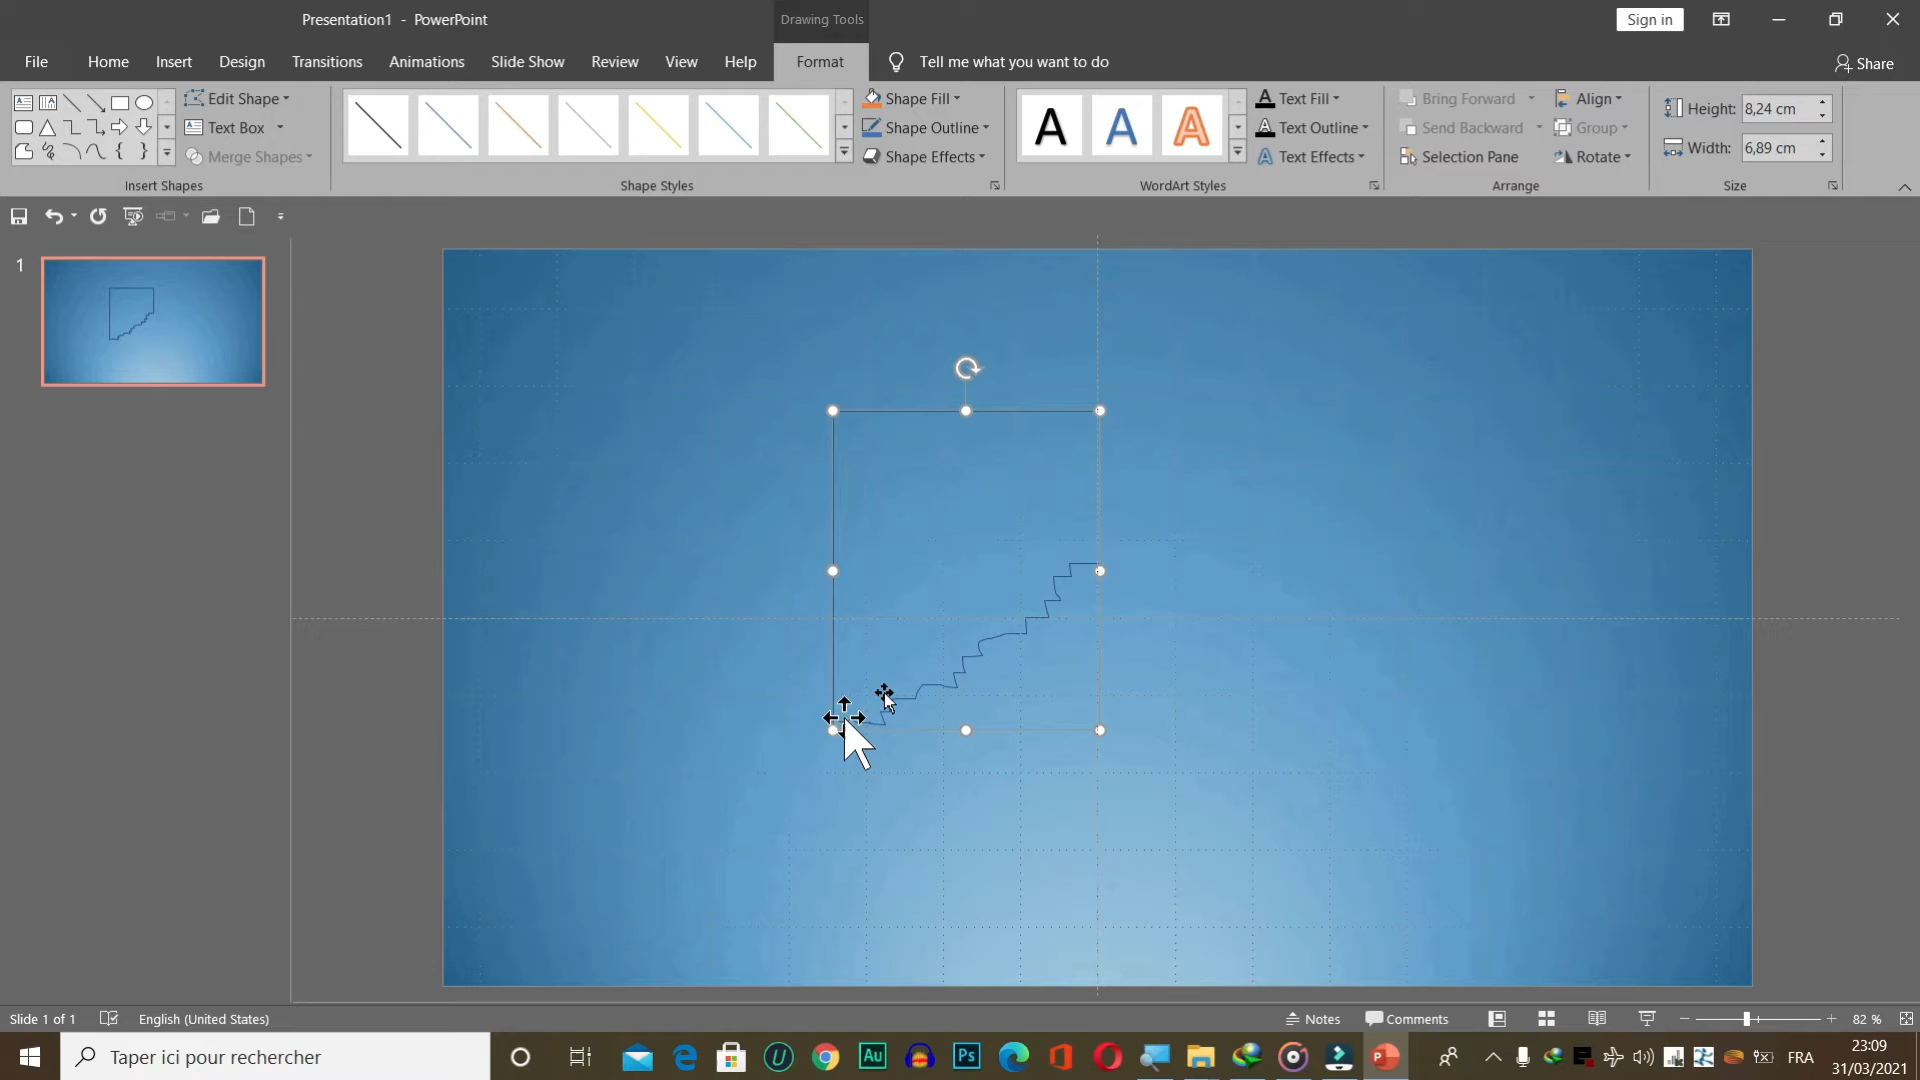 Presentation1 - PowerPoint
Drawing Tools
Sign in
File
Home
Insert
Design
Transitions
Animations
Slide Show
Review
View
Help
Format
Tell me what you want to do
Share
Edit Shape
Text Box
Merge Shapes
Insert Shapes
Shape Fill
Shape Outline
Shape Effects
Shape Styles
A A A
Text Fill
Text Outline
Text Effects
WordArt Styles
Bring Forward
Send Backward
Selection Pane
Align
Group
Rotate
Arrange
Height: 8,24 cm
Width: 6,89 cm
Size
1
Slide 1 of 1
English (United States)
Notes
Comments
82 %
Taper ici pour rechercher
Au
Ps
FRA
23:09
31/03/2021